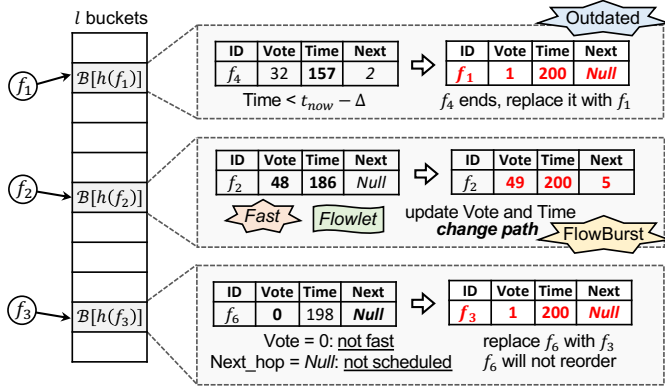 l buckets
Outdated
ID Vote Time Next
f4 32 157 2
ID Vote Time Next
f1 1 200 Null
f1
B[h(f1)]
Time < tnow − Δ
f4 ends, replace it with f1
ID Vote Time Next
f2 48 186 Null
ID Vote Time Next
f2 49 200 5
f2
B[h(f2)]
Fast
Flowlet
update Vote and Time
change path
FlowBurst
ID Vote Time Next
f6 0 198 Null
ID Vote Time Next
f3 1 200 Null
f3
B[h(f3)]
Vote = 0: not fast
Next_hop = Null: not scheduled
replace f6 with f3
f6 will not reorder